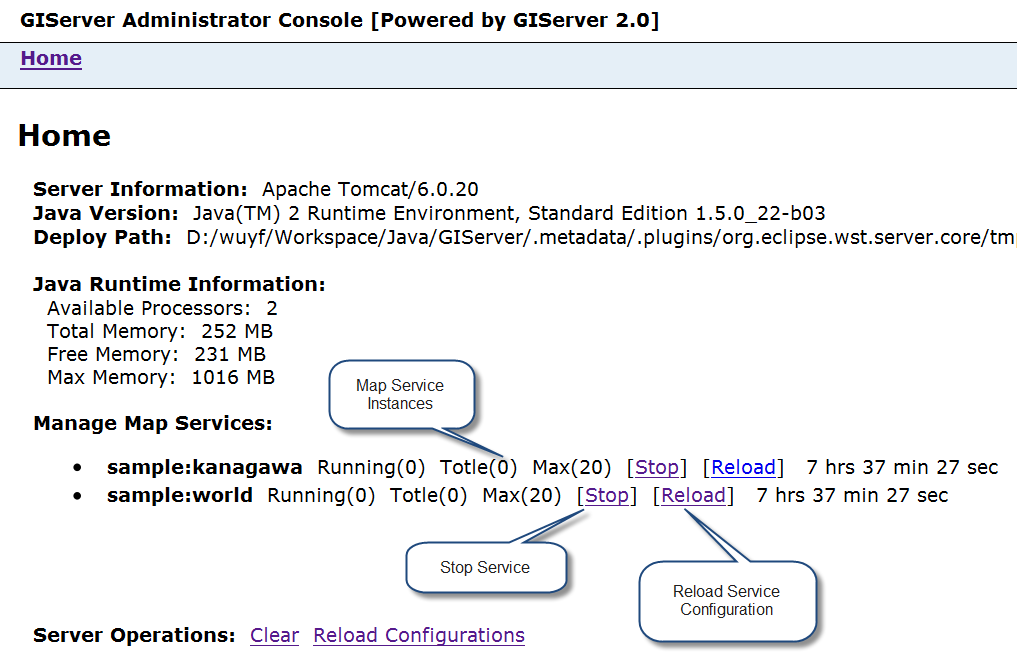 GIServer Administrator Console [Powered by GIServer 2.0]
Home
Home
Server Information: Apache Tomcat/6.0.20
Java Version: Java(TM) 2 Runtime Environment, Standard Edition 1.5.0_22-b03
Deploy Path: D:/wuyf/Workspace/Java/GIServer/.metadata/.plugins/org.eclipse.wst.server.core/tmp
Java Runtime Information:
Available Processors: 2
Total Memory: 252 MB
Free Memory: 231 MB
Max Memory: 1016 MB
Map Service
Instances
Manage Map Services:
• sample:kanagawa Running(0) Totle(0) Max(20) [Stop] [Reload] 7 hrs 37 min 27 sec
• sample:world Running(0) Totle(0) Max(20) [Stop] [Reload] 7 hrs 37 min 27 sec
Stop Service
Reload Service
Configuration
Server Operations: Clear Reload Configurations